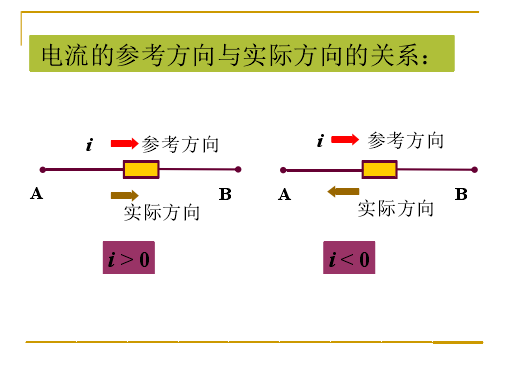 电流的参考方向与实际方向的关系：
i 参考方向
A B
实际方向
i > 0
i 参考方向
A B
实际方向
i < 0